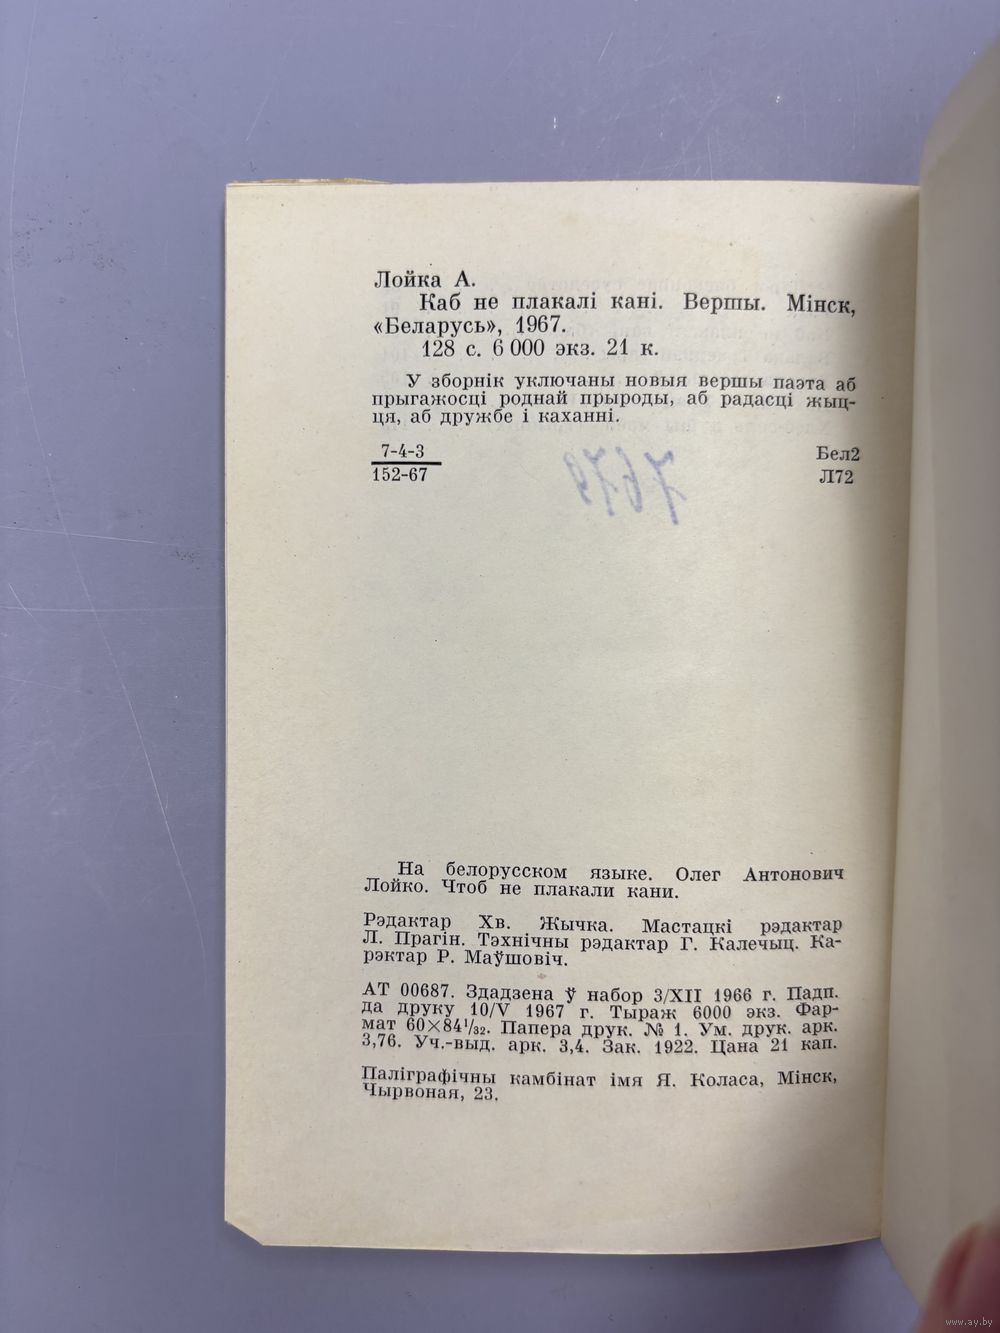 Лойка А.
Каб не плакалі кані. Вершы. Мінск,
«Беларусь», 1967.
128 с. 6 000 экз. 21 к.
У зборнік уключаны новыя вершы паэта аб
прыгажосці роднай прыроды, аб радасці жыц-
ця, аб дружбе і каханні.
7-4-3
152-67
Бел2
Л72
7679
На белорусском языке. Олег Антонович
Лойко. Чтоб не плакали кани.
Рэдактар Хв. Жычка. Мастацкі рэдактар
Л. Прагін. Тэхнічны рэдактар Г. Калечыц. Ка-
рэктар Р. Маўшовіч.
АТ 00687. Здадзена ў набор 3/XII 1966 г. Падп.
да друку 10/V 1967 г. Тыраж 6000 экз. Фар-
мат 60×84¹/₃₂. Папера друк. № 1. Ум. друк. арк.
3,76. Уч.-выд. арк. 3,4. Зак. 1922. Цана 21 кап.
Паліграфічны камбінат імя Я. Коласа, Мінск,
Чырвоная, 23.
www.ay.by